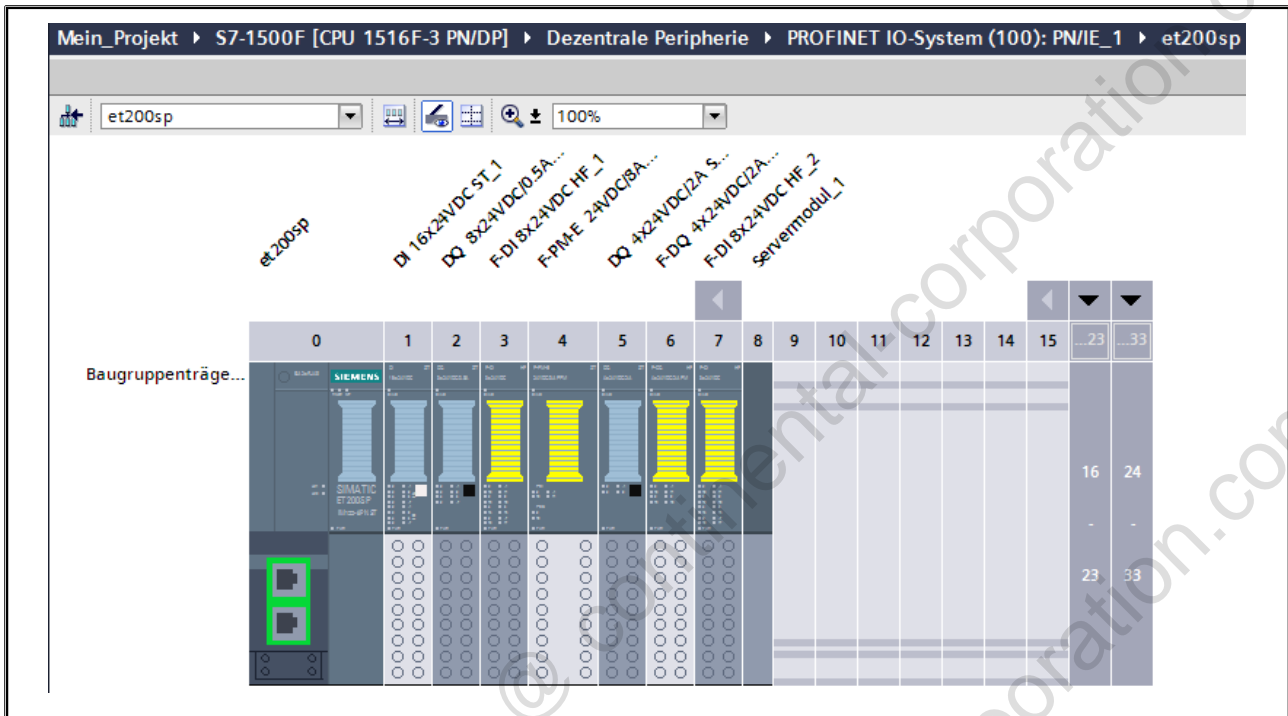 Mein_Projekt ▸ S7-1500F [CPU 1516F-3 PN/DP] ▸ Dezentrale Peripherie ▸ PROFINET IO-System (100): PN/IE_1 ▸ et200sp
et200sp 100%
et200sp
DI 16x24VDC ST_1
DQ 8x24VDC/0.5A...
F-DI 8x24VDC HF_1
F-PM-E 24VDC/8A...
DQ 4x24VDC/2A S...
F-DQ 4x24VDC/2A...
F-DI 8x24VDC HF_2
Servermodul_1
0 1 2 3 4 5 6 7 8 9 10 11 12 13 14 15 ...23 ...33
Baugruppenträge...
SIEMENS
SIMATIC
ET 200SP
16 24
- -
23 33
@ continental-corporation.com